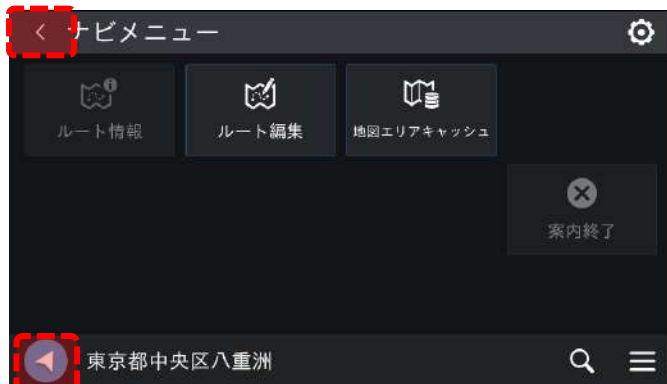 ナビメニュー
ルート情報
ルート編集
地図エリアキャッシュ
案内終了
東京都中央区八重洲